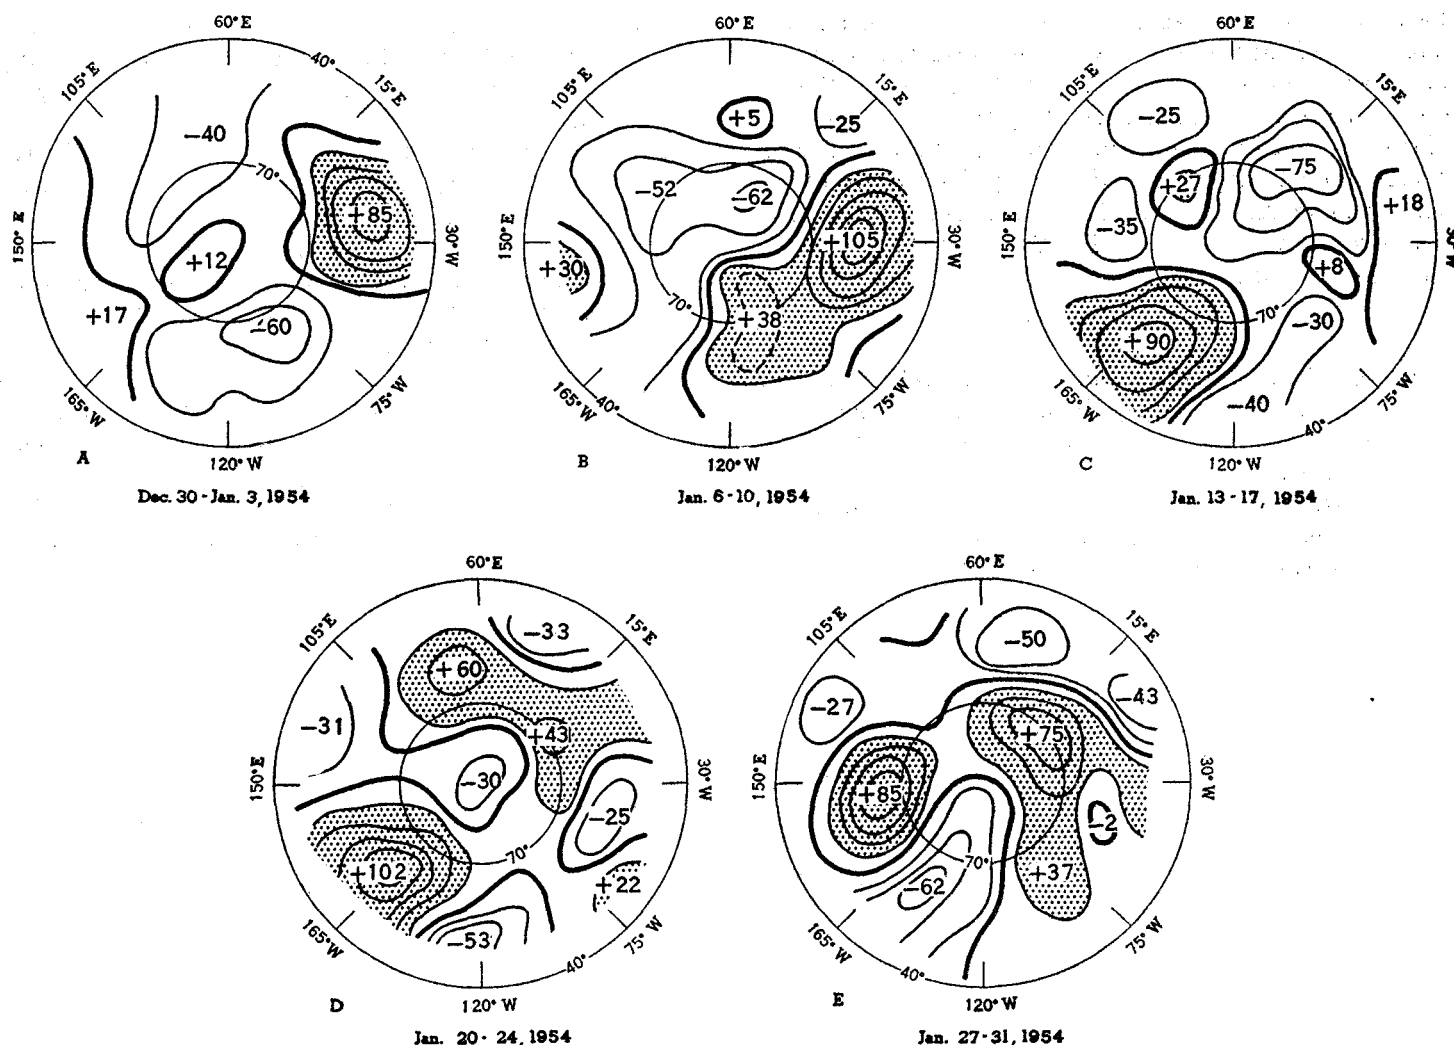 60° E
105° E
40°
15° E
-40
70°
+85
150° E
30° W
+12
+17
-60
165° W
75° W
120° W
A
Dec. 30 - Jan. 3, 1954
60° E
105° E
15° E
+5
-25
-52
-62
150° E
+105
30° W
+30
70°
+38
165° W
40°
75° W
120° W
B
Jan. 6-10, 1954
60° E
105° E
15° E
-25
-75
+27
+18
150° E
-35
30° W
+8
70°
-30
+90
165° W
-40
40°
75° W
120° W
C
Jan. 13-17, 1954
60° E
105° E
-33
15° E
+60
-31
+43
150° E
-30
30° W
-25
70°
+102
+22
165° W
-53
40°
75° W
120° W
D
Jan. 20-24, 1954
60° E
105° E
-50
15° E
-27
-43
+75
150° E
+85
30° W
-2
70°
-62
+37
165° W
40°
75° W
120° W
E
Jan. 27-31, 1954